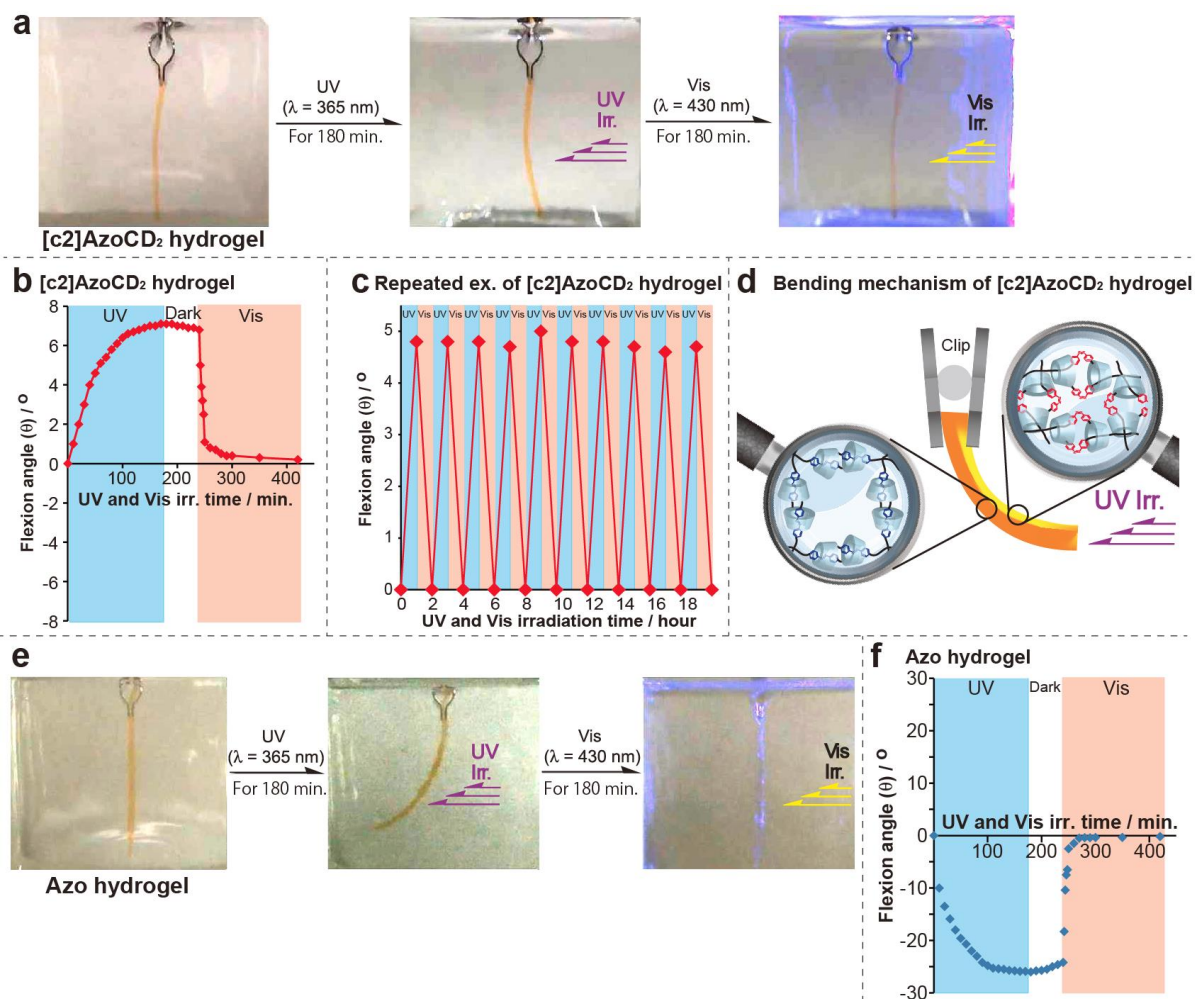 a
UV
(λ = 365 nm)
For 180 min.
UV
Irr.
Vis
(λ = 430 nm)
For 180 min.
Vis
Irr.
[c2]AzoCD₂ hydrogel
b [c2]AzoCD₂ hydrogel
UV Dark Vis
8
6
4
2
0
-2
-4
-6
-8
100 200 300 400
Flexion angle (θ) / °
UV and Vis irr. time / min.
c Repeated ex. of [c2]AzoCD₂ hydrogel
UV Vis UV Vis UV Vis UV Vis UV Vis UV Vis UV Vis UV Vis UV Vis UV Vis
5
4
3
2
1
0
0 2 4 6 8 10 12 14 16 18
Flexion angle (θ) / °
UV and Vis irradiation time / hour
d Bending mechanism of [c2]AzoCD₂ hydrogel
Clip
UV Irr.
e
UV
(λ = 365 nm)
For 180 min.
UV
Irr.
Vis
(λ = 430 nm)
For 180 min.
Vis
Irr.
Azo hydrogel
f Azo hydrogel
UV Dark Vis
30
20
10
0
-10
-20
-30
UV and Vis irr. time / min.
100 200 300 400
Flexion angle (θ) / °